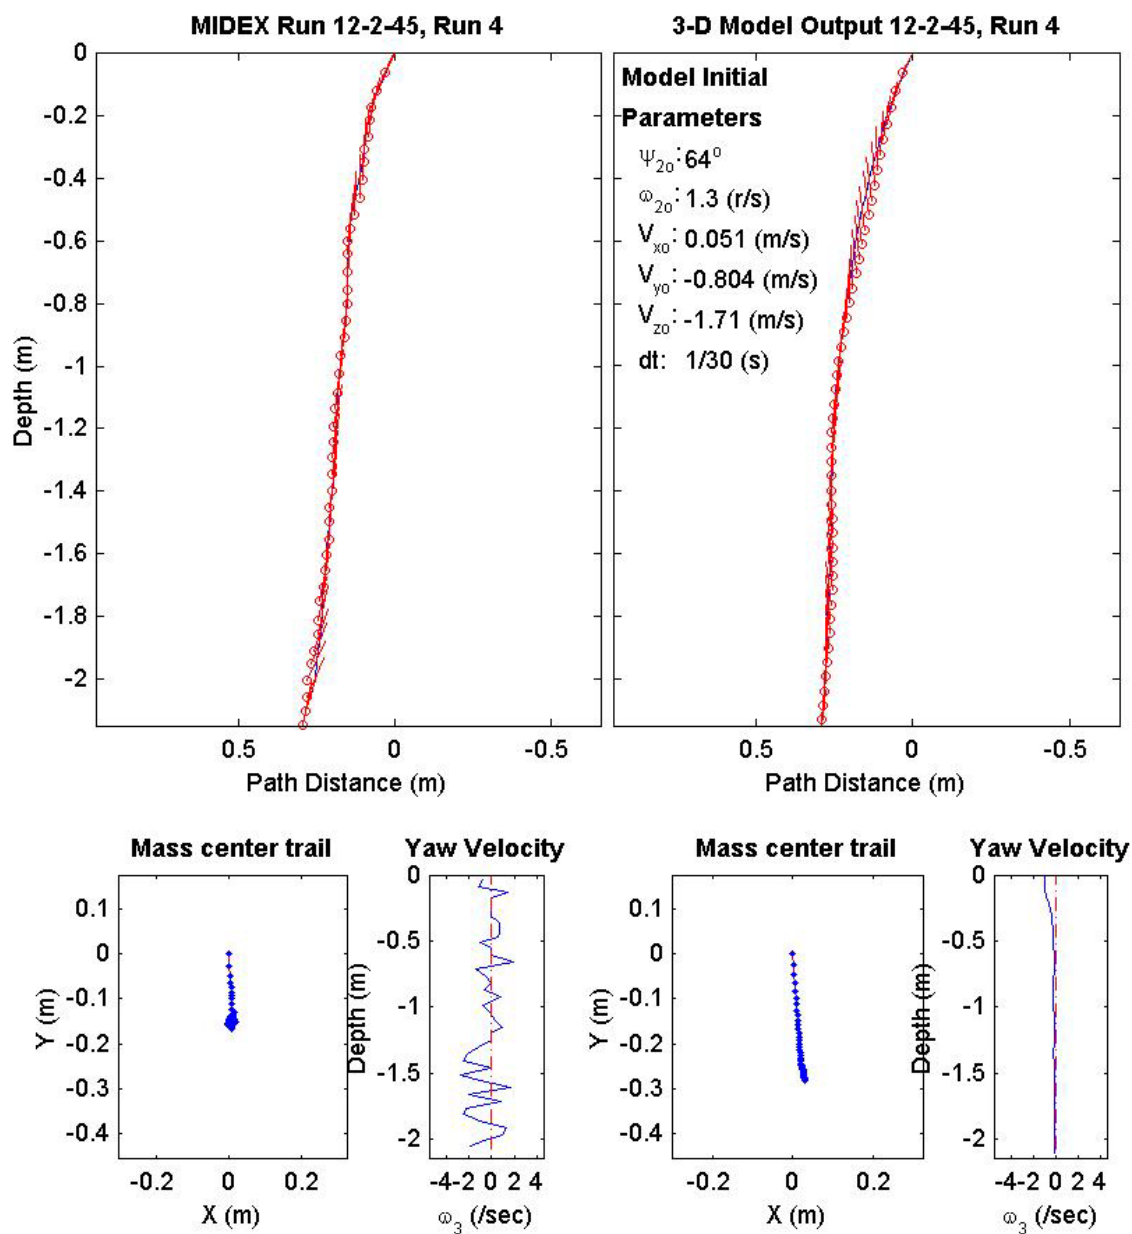 MIDEX Run 12-2-45, Run 4
0
-0.2
-0.4
-0.6
-0.8
-1
-1.2
-1.4
-1.6
-1.8
-2
Depth (m)
0.5 0 -0.5
Path Distance (m)
3-D Model Output 12-2-45, Run 4
Model Initial
Parameters
Ψ2o: 64o
ω2o: 1.3 (r/s)
Vxo: 0.051 (m/s)
Vyo: -0.804 (m/s)
Vzo: -1.71 (m/s)
dt: 1/30 (s)
0.5 0 -0.5
Path Distance (m)
Mass center trail
0.1
0
-0.1
-0.2
-0.3
-0.4
Y (m)
-0.2 0 0.2
X (m)
Yaw Velocity
0
-0.5
-1
-1.5
-2
Depth (m)
-4 -2 0 2 4
ω3 (/sec)
Mass center trail
0.1
0
-0.1
-0.2
-0.3
-0.4
Y (m)
-0.2 0 0.2
X (m)
Yaw Velocity
0
-0.5
-1
-1.5
-2
Depth (m)
-4 -2 0 2 4
ω3 (/sec)